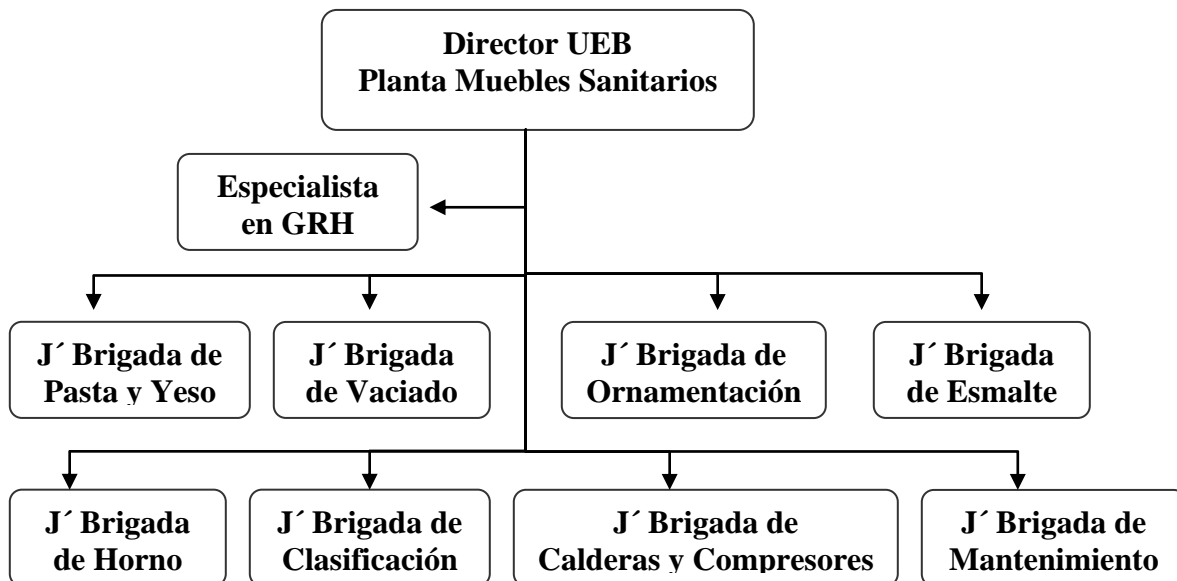 Director UEB
Planta Muebles Sanitarios
Especialista
en GRH
J´ Brigada de
Pasta y Yeso
J´ Brigada
de Vaciado
J´ Brigada de
Ornamentación
J´ Brigada
de Esmalte
J´ Brigada
de Horno
J´ Brigada de
Clasificación
J´ Brigada de
Calderas y Compresores
J´ Brigada de
Mantenimiento